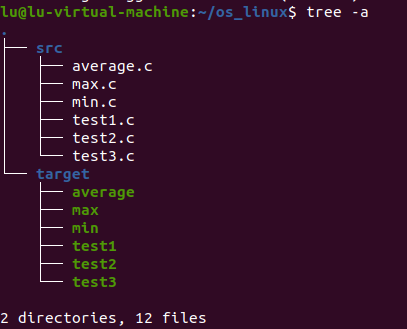 lu@lu-virtual-machine:~/os_linux$ tree -a
.
├── src
│   ├── average.c
│   ├── max.c
│   ├── min.c
│   ├── test1.c
│   ├── test2.c
│   └── test3.c
└── target
    ├── average
    ├── max
    ├── min
    ├── test1
    ├── test2
    └── test3
2 directories, 12 files